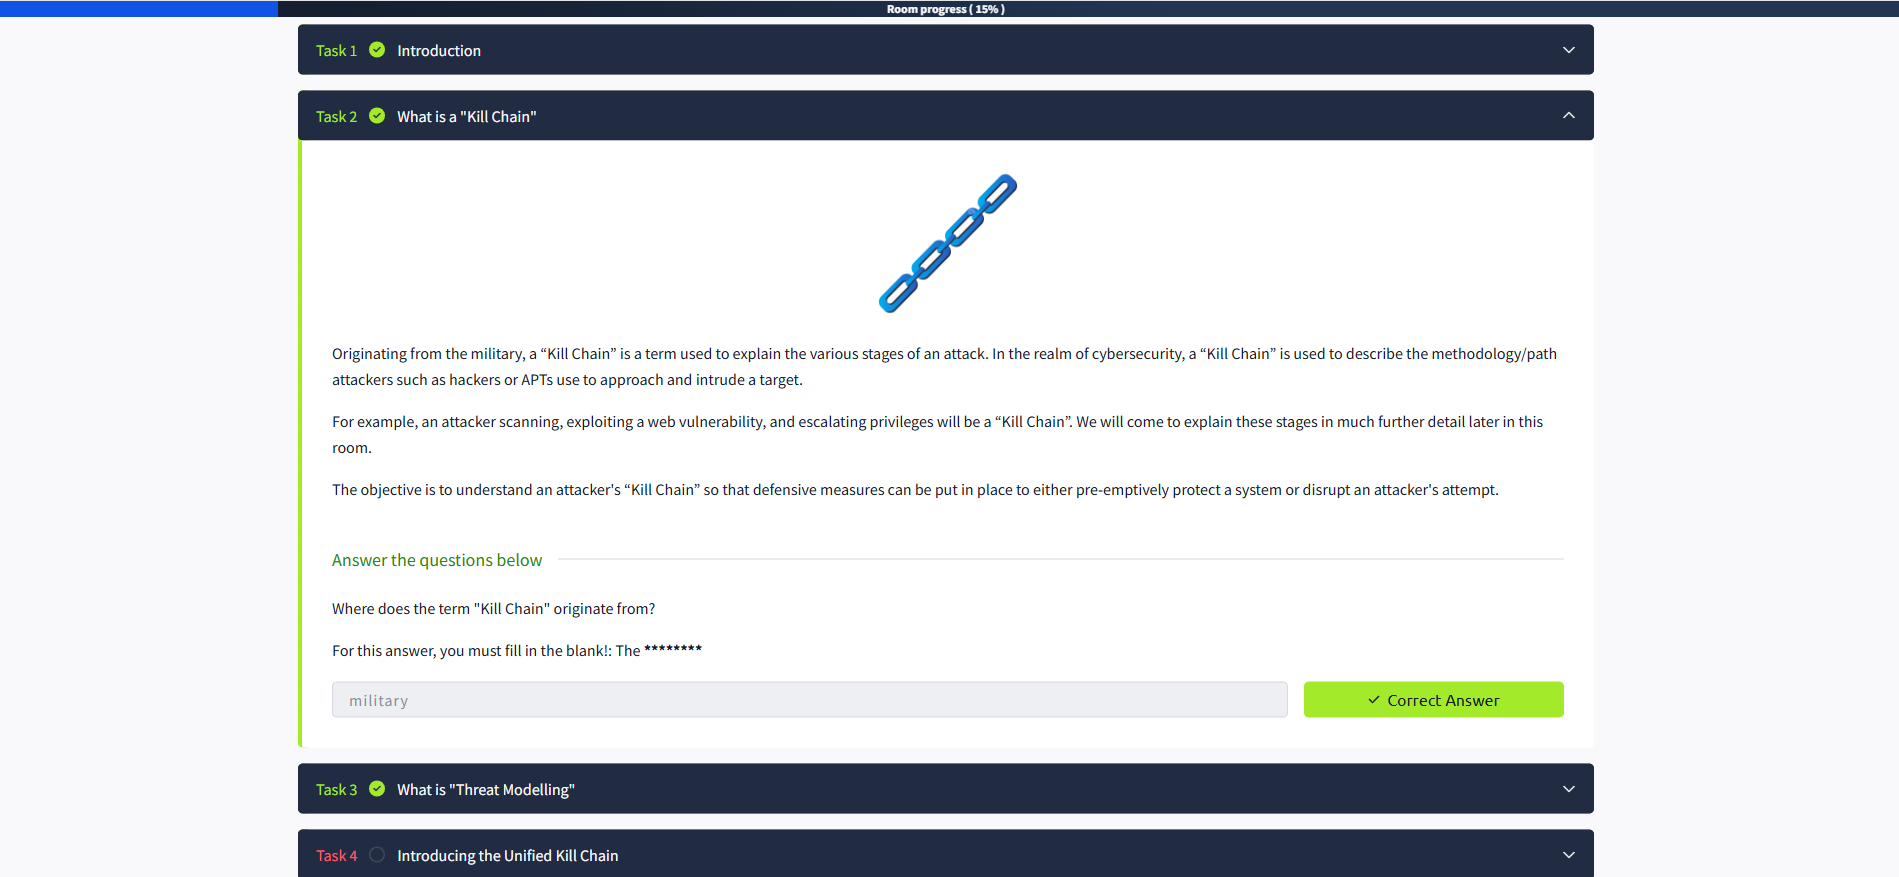 Room progress ( 15% )
Task 1 Introduction
Task 2 What is a "Kill Chain"
Originating from the military, a “Kill Chain” is a term used to explain the various stages of an attack. In the realm of cybersecurity, a “Kill Chain” is used to describe the methodology/path
attackers such as hackers or APTs use to approach and intrude a target.
For example, an attacker scanning, exploiting a web vulnerability, and escalating privileges will be a “Kill Chain”. We will come to explain these stages in much further detail later in this
room.
The objective is to understand an attacker's “Kill Chain” so that defensive measures can be put in place to either pre-emptively protect a system or disrupt an attacker's attempt.
Answer the questions below
Where does the term "Kill Chain" originate from?
For this answer, you must fill in the blank!: The ********
military
Correct Answer
Task 3 What is "Threat Modelling"
Task 4 Introducing the Unified Kill Chain